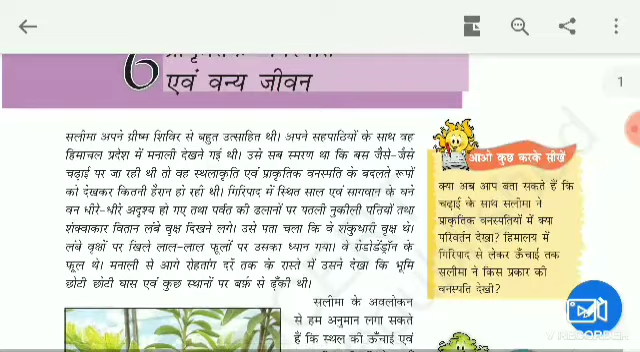 6
एवं वन्य जीवन
1
सलीमा अपने ग्रीष्म शिविर से बहुत उत्साहित थी। अपने सहपाठियों के साथ वह
हिमाचल प्रदेश में मनाली देखने गई थी। उसे सब स्मरण था कि बस जैसे-जैसे
चढ़ाई पर जा रही थी तो वह स्थलाकृति एवं प्राकृतिक वनस्पति के बदलते रूपों
को देखकर कितनी हैरान हो रही थी। गिरिपाद में स्थित साल एवं सागवान के घने
वन धीरे-धीरे अदृश्य हो गए तथा पर्वत की ढलानों पर पतली नुकीली पत्तियों तथा
शंक्वाकार वितान लंबे वृक्ष दिखने लगे। उसे पता चला कि वे शंकुधारी वृक्ष थे।
लंबे वृक्षों पर खिले लाल-लाल फूलों पर उसका ध्यान गया। वे रोडोडेंड्रॉन के
फूल थे। मनाली से आगे रोहतांग दर्रे तक के रास्ते में उसने देखा कि भूमि
छोटी छोटी घास एवं कुछ स्थानों पर बर्फ़ से ढँकी थी।
सलीमा के अवलोकन
से हम अनुमान लगा सकते
हैं कि स्थल की ऊँचाई एवं
आओ कुछ करके सीखें
क्या अब आप बता सकते हैं कि
चढ़ाई के साथ सलीमा ने
प्राकृतिक वनस्पतियों में क्या
परिवर्तन देखा? हिमालय में
गिरिपाद से लेकर ऊँचाई तक
सलीमा ने किस प्रकार की
वनस्पति देखी?